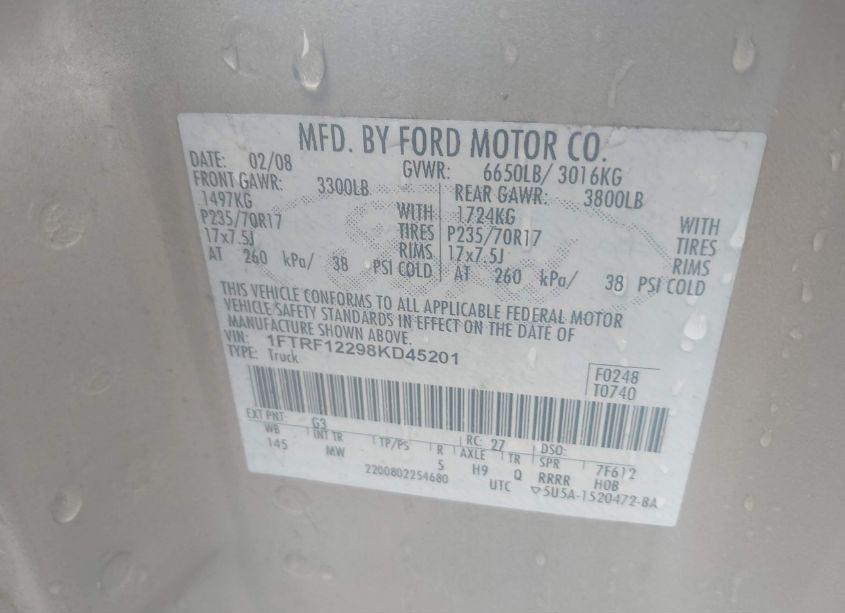 MFD. BY FORD MOTOR CO.
DATE: 02/08 GVWR: 6650LB/ 3016KG
FRONT GAWR: 3300LB REAR GAWR: 3800LB
1497KG WITH 1724KG WITH
P235/70R17 TIRES P235/70R17 TIRES
17x7.5J RIMS 17x7.5J RIMS
AT 260 kPa/ 38 PSI COLD AT 260 kPa/ 38 PSI COLD
THIS VEHICLE CONFORMS TO ALL APPLICABLE FEDERAL MOTOR
VEHICLE SAFETY STANDARDS IN EFFECT ON THE DATE OF
MANUFACTURE SHOWN ABOVE.
VIN: 1FTRF12298KD45201
TYPE: Truck
F0248
T0740
EXT PNT: G3 RC: 27 DSO:
WB INT TR TP/PS R AXLE TR SPR 7F612
145 MW 5 H9 Q RRRR H0B
2200802254680 UTC ▽5U5A-1520472-BA